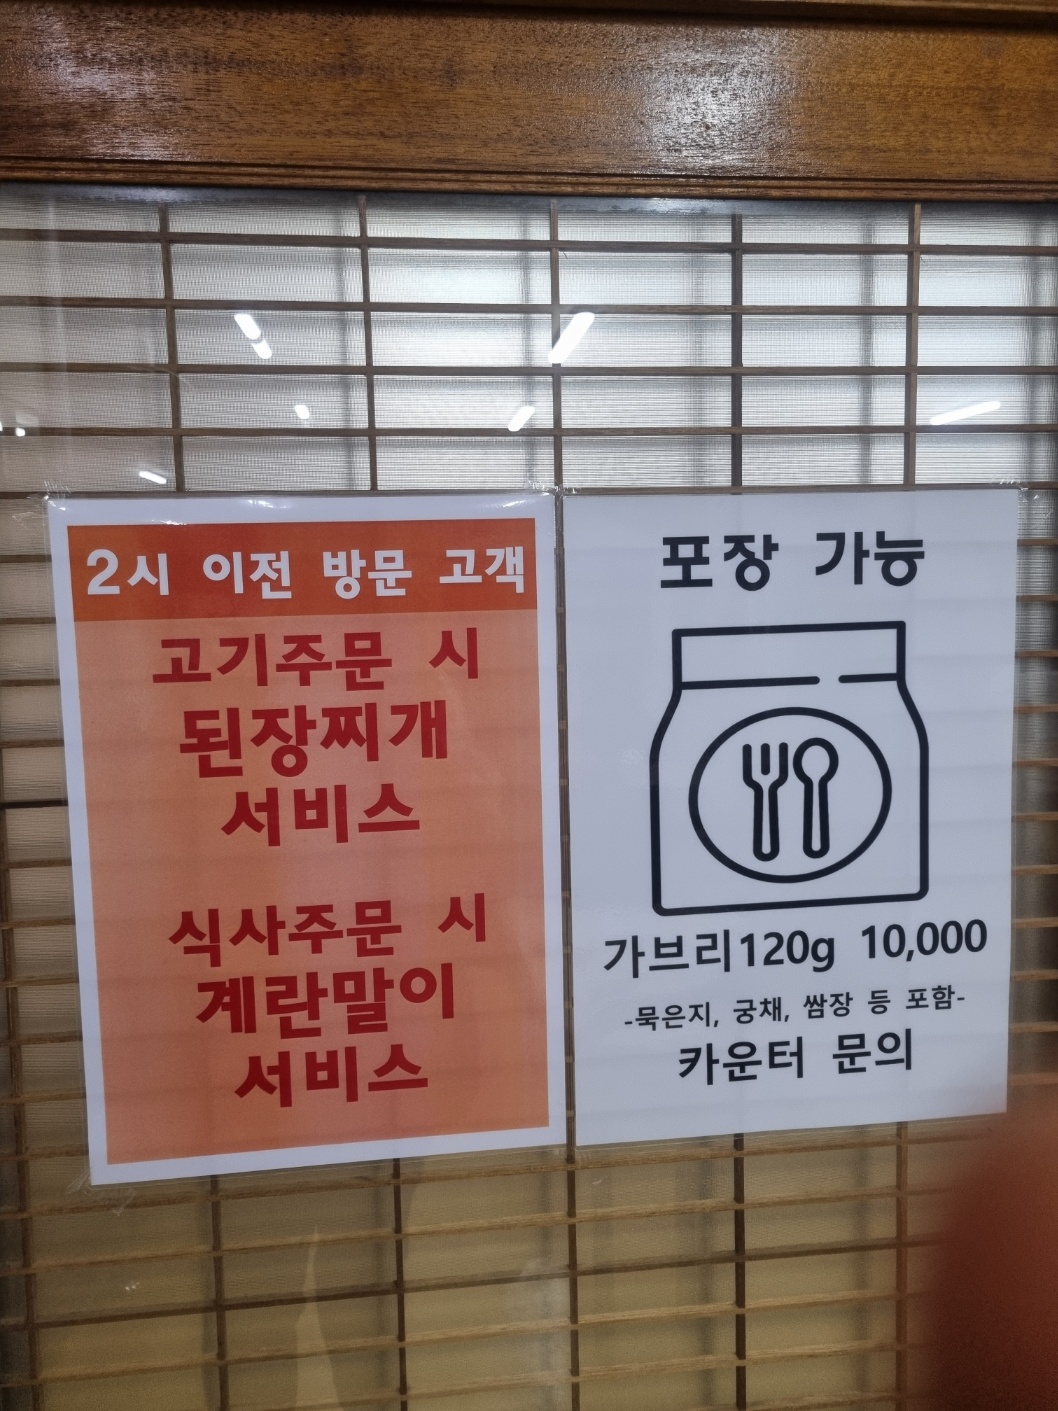 2시 이전 방문 고객
고기주문 시
된장찌개
서비스
식사주문 시
계란말이
서비스
포장 가능
가브리120g 10,000
-묵은지, 궁채, 쌈장 등 포함-
카운터 문의